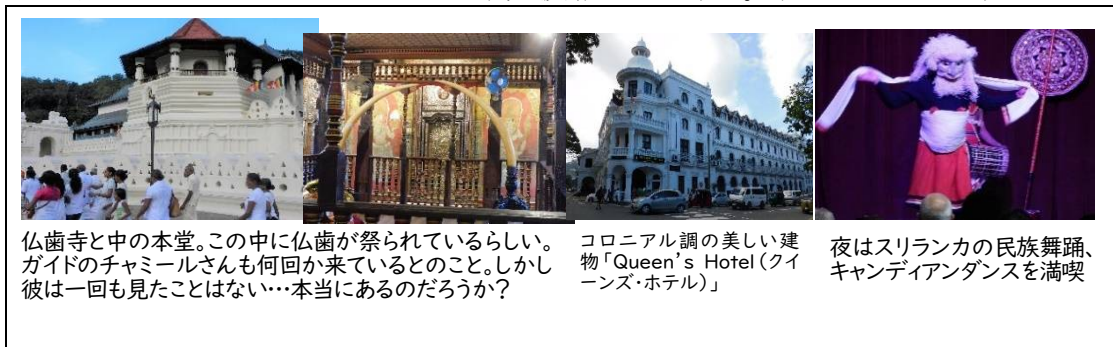 仏歯寺と中の本堂。この中に仏歯が祭られているらしい。
ガイドのチャミールさんも何回か来ているとのこと。しかし
彼は一回も見たことはない…本当にあるのだろうか？
コロニアル調の美しい建
物「Queen's Hotel（クイ
ーンズ・ホテル）」
夜はスリランカの民族舞踊、
キャンディアンダンスを満喫